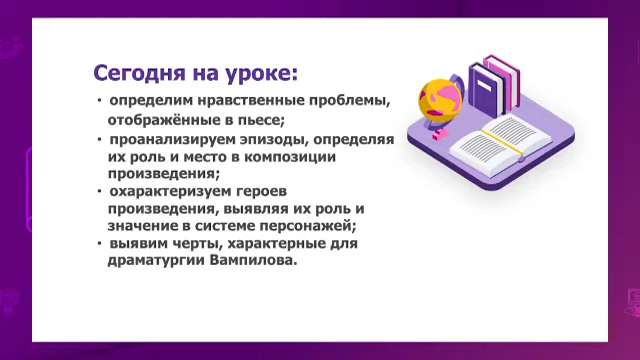 Сегодня на уроке:
• определим нравственные проблемы,
отображённые в пьесе;
• проанализируем эпизоды, определяя
их роль и место в композиции
произведения;
• охарактеризуем героев
произведения, выявляя их роль и
значение в системе персонажей;
• выявим черты, характерные для
драматургии Вампилова.